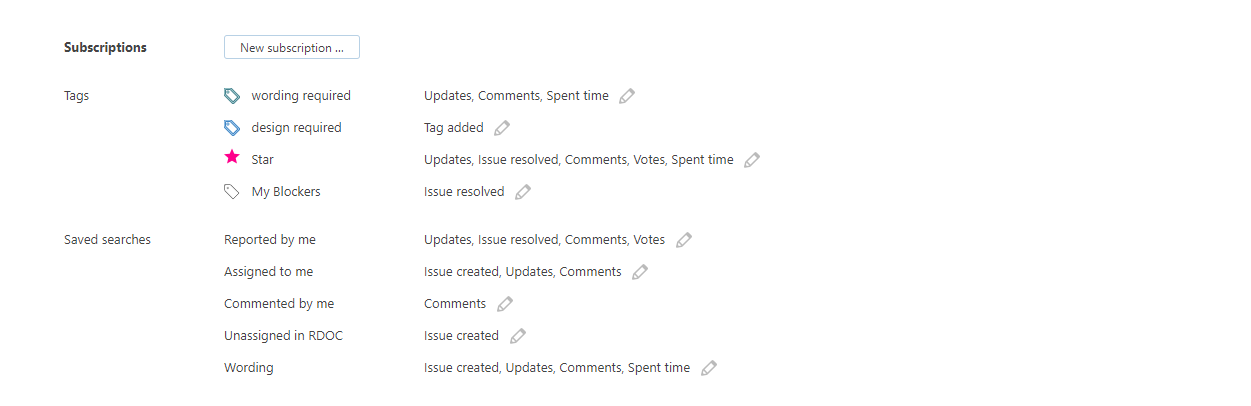 Subscriptions New subscription ...
Tags wording required Updates, Comments, Spent time
design required Tag added
Star Updates, Issue resolved, Comments, Votes, Spent time
My Blockers Issue resolved
Saved searches Reported by me Updates, Issue resolved, Comments, Votes
Assigned to me Issue created, Updates, Comments
Commented by me Comments
Unassigned in RDOC Issue created
Wording Issue created, Updates, Comments, Spent time